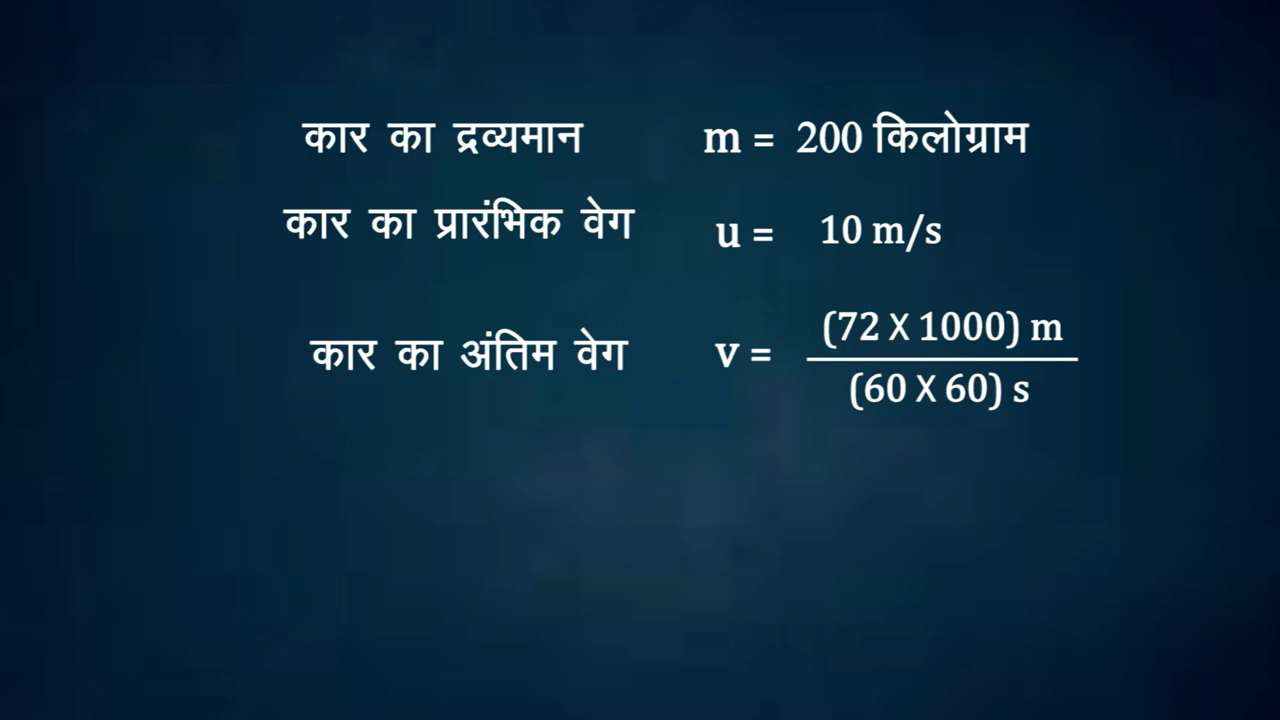 कार का द्रव्यमान m = 200 किलोग्राम
कार का प्रारंभिक वेग u = 10 m/s
कार का अंतिम वेग v = (72 X 1000) m
(60 X 60) s